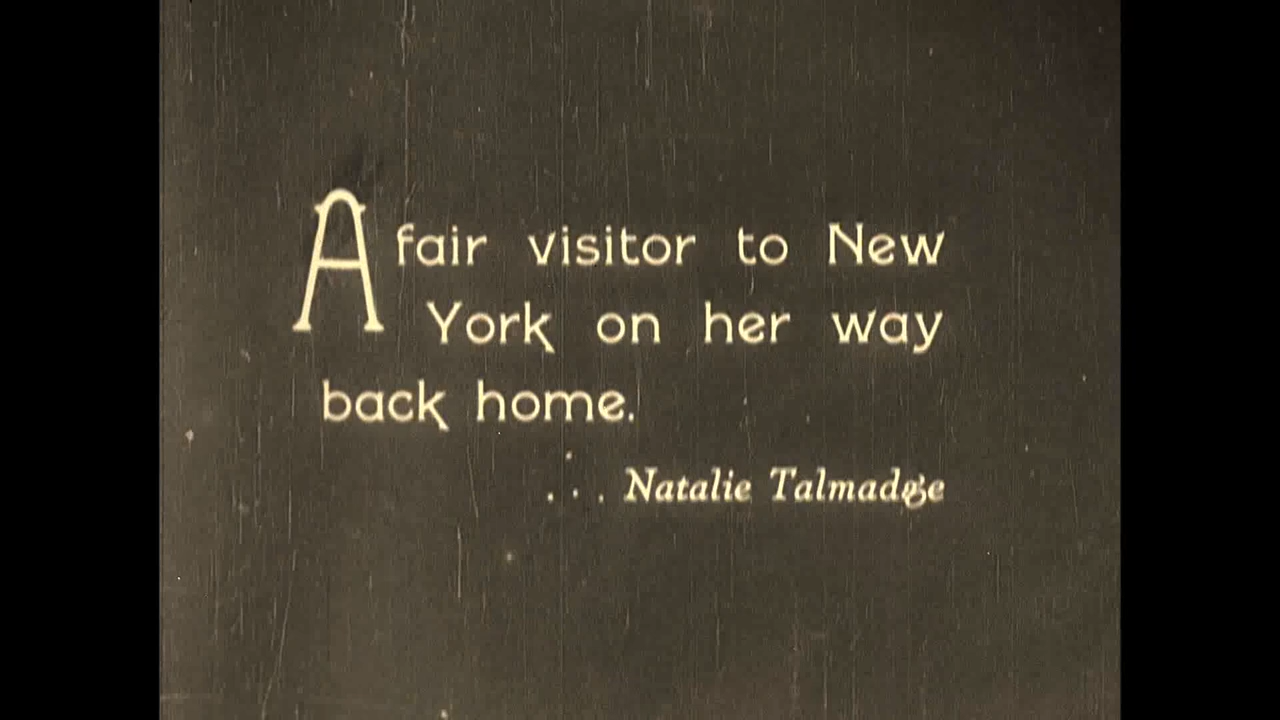 A fair visitor to New
York on her way
back home.
. . . Natalie Talmadge